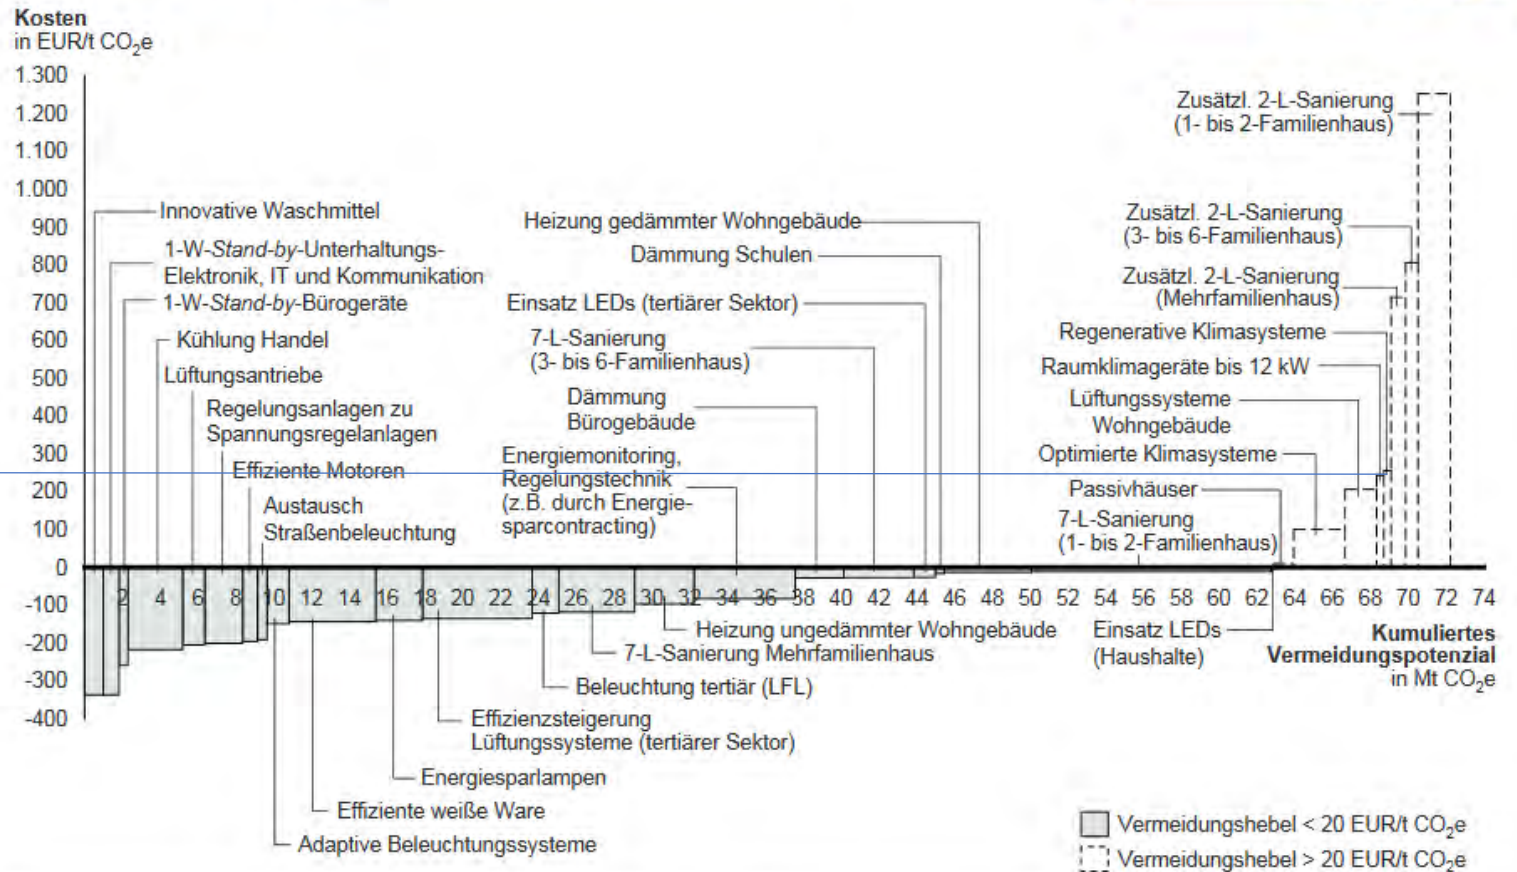 Kosten
in EUR/t CO₂e
1.300
1.200
1.100
1.000
900
800
700
600
500
400
300
200
100
0
-100
-200
-300
-400
Innovative Waschmittel
1-W-Stand-by-Unterhaltungs-
Elektronik, IT und Kommunikation
1-W-Stand-by-Bürogeräte
Kühlung Handel
Lüftungsantriebe
Regelungsanlagen zu
Spannungsregelanlagen
Effiziente Motoren
Austausch
Straßenbeleuchtung
Heizung gedämmter Wohngebäude
Dämmung Schulen
Einsatz LEDs (tertiärer Sektor)
7-L-Sanierung
(3- bis 6-Familienhaus)
Dämmung
Bürogebäude
Energiemonitoring,
Regelungstechnik
(z.B. durch Energie-
sparcontracting)
Zusätzl. 2-L-Sanierung
(1- bis 2-Familienhaus)
Zusätzl. 2-L-Sanierung
(3- bis 6-Familienhaus)
Zusätzl. 2-L-Sanierung
(Mehrfamilienhaus)
Regenerative Klimasysteme
Raumklimageräte bis 12 kW
Lüftungssysteme
Wohngebäude
Optimierte Klimasysteme
Passivhäuser
7-L-Sanierung
(1- bis 2-Familienhaus)
2 4 6 8 10 12 14 16 18 20 22 24 26 28 30 32 34 36 38 40 42 44 46 48 50 52 54 56 58 60 62 64 66 68 70 72 74
Heizung ungedämmter Wohngebäude
7-L-Sanierung Mehrfamilienhaus
Beleuchtung tertiär (LFL)
Effizienzsteigerung
Lüftungssysteme (tertiärer Sektor)
Energiesparlampen
Effiziente weiße Ware
Adaptive Beleuchtungssysteme
Einsatz LEDs
(Haushalte)
Kumuliertes
Vermeidungspotenzial
in Mt CO₂e
Vermeidungshebel < 20 EUR/t CO₂e
Vermeidungshebel > 20 EUR/t CO₂e